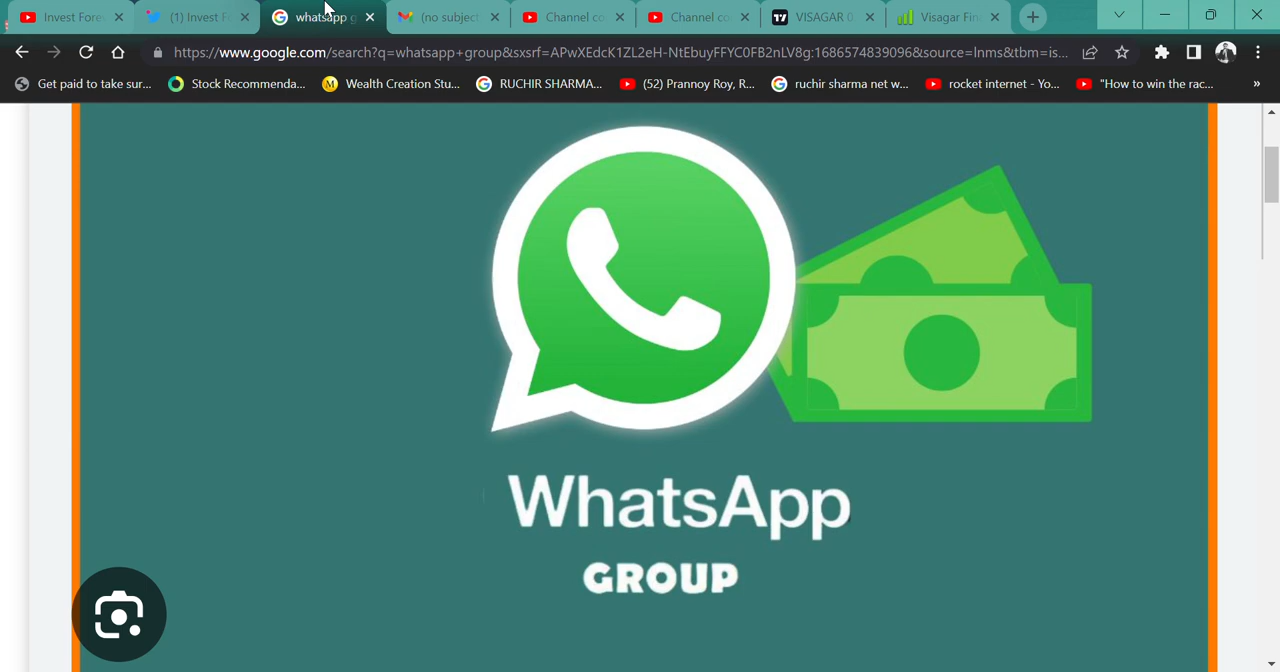 Invest Fores
(1) Invest Fo
whatsapp g
(no subject
Channel co
Channel co
VISAGAR 0.
Visagar Fin
https://www.google.com/search?q=whatsapp+group&sxsrf=APwXEdcK1ZL2eH-NtEbuyFFYC0FB2nLV8g:1686574839096&source=lnms&tbm=is...
Get paid to take sur...
Stock Recommenda...
Wealth Creation Stu...
RUCHIR SHARMA...
(52) Prannoy Roy, R...
ruchir sharma net w...
rocket internet - Yo...
"How to win the rac...
WhatsApp
GROUP